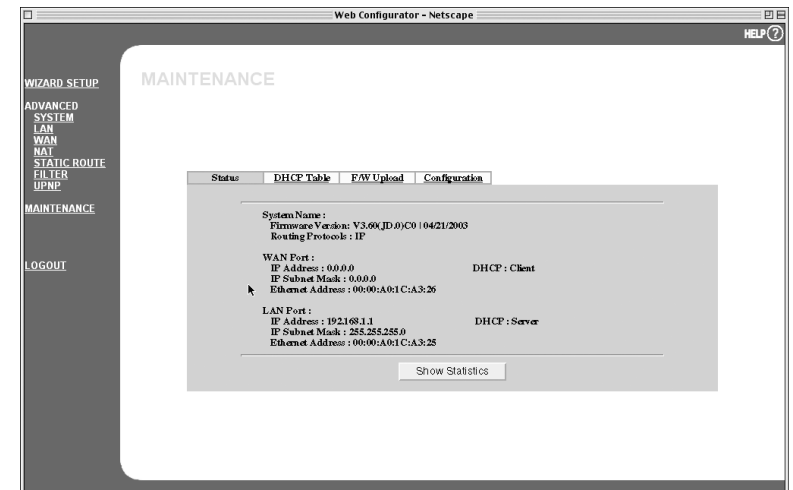 Web Configurator - Netscape
HELP ?
WIZARD SETUP
MAINTENANCE
ADVANCED
SYSTEM
LAN
WAN
NAT
STATIC ROUTE
FILTER
UPNP
MAINTENANCE
LOGOUT
Status DHCP Table F/W Upload Configuration
System Name :
Firmware Version: V3.60(JD.0)C0 | 04/21/2003
Routing Protocols : IP
WAN Port :
IP Address : 0.0.0.0 DHCP : Client
IP Subnet Mask : 0.0.0.0
Ethernet Address : 00:00:A0:1C:A3:26
LAN Port :
IP Address : 192.168.1.1 DHCP : Server
IP Subnet Mask : 255.255.255.0
Ethernet Address : 00:00:A0:1C:A3:25
Show Statistics